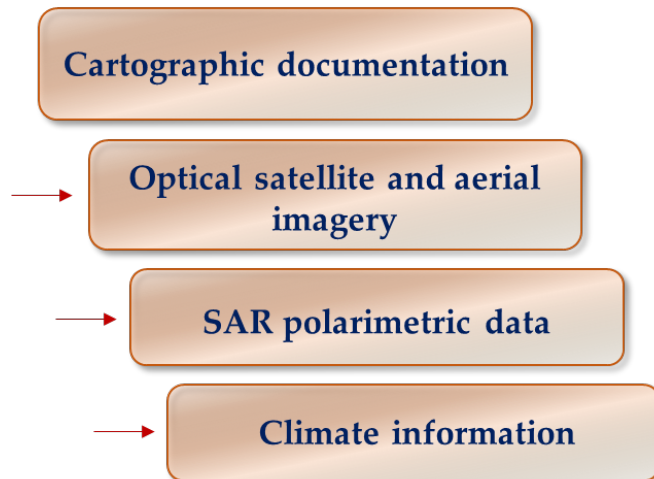 Cartographic documentation
Optical satellite and aerial
imagery
SAR polarimetric data
Climate information